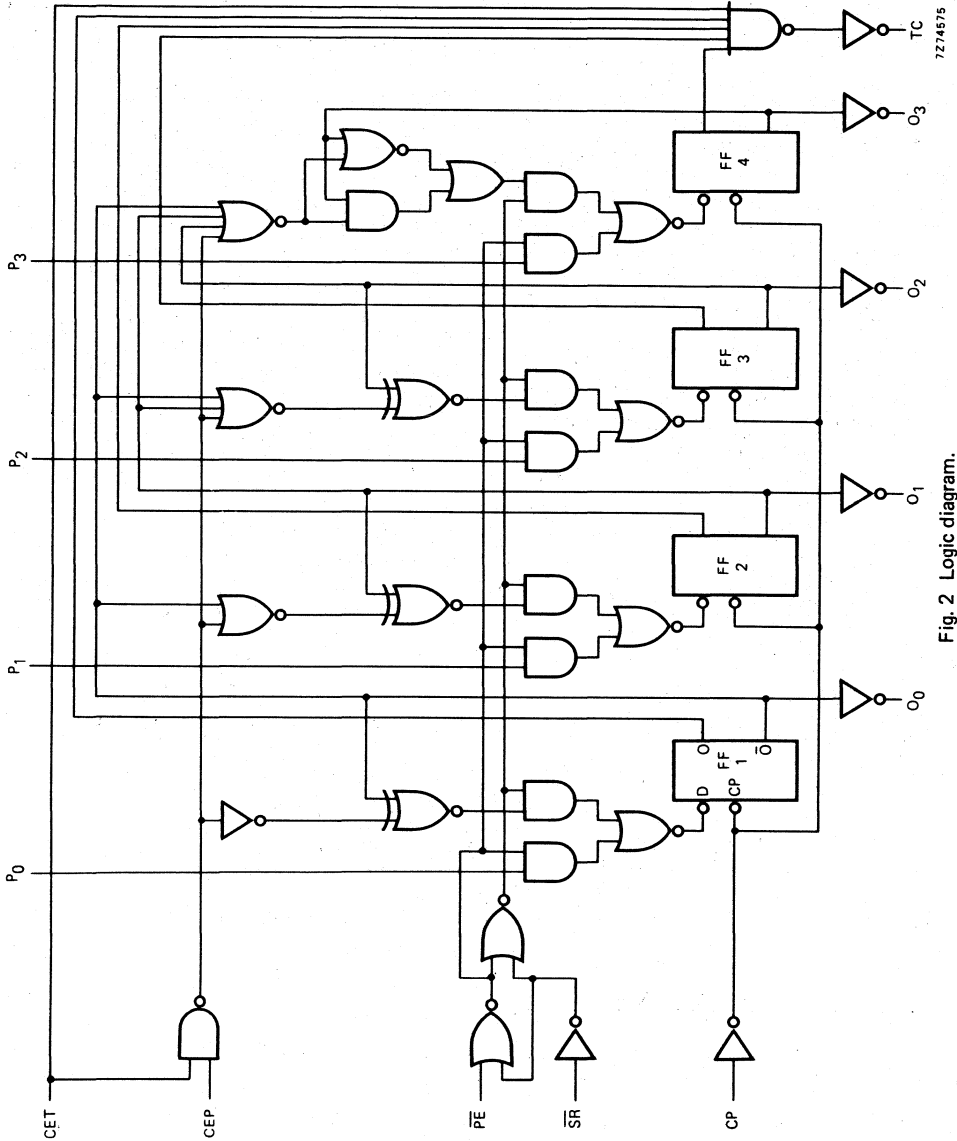 P0
P1
P2
P3
CET
CEP
PE
SR
CP
D
O
FF
1
CP
O
FF
2
FF
3
FF
4
O0
O1
O2
O3
TC
7Z74575
Fig. 2 Logic diagram.